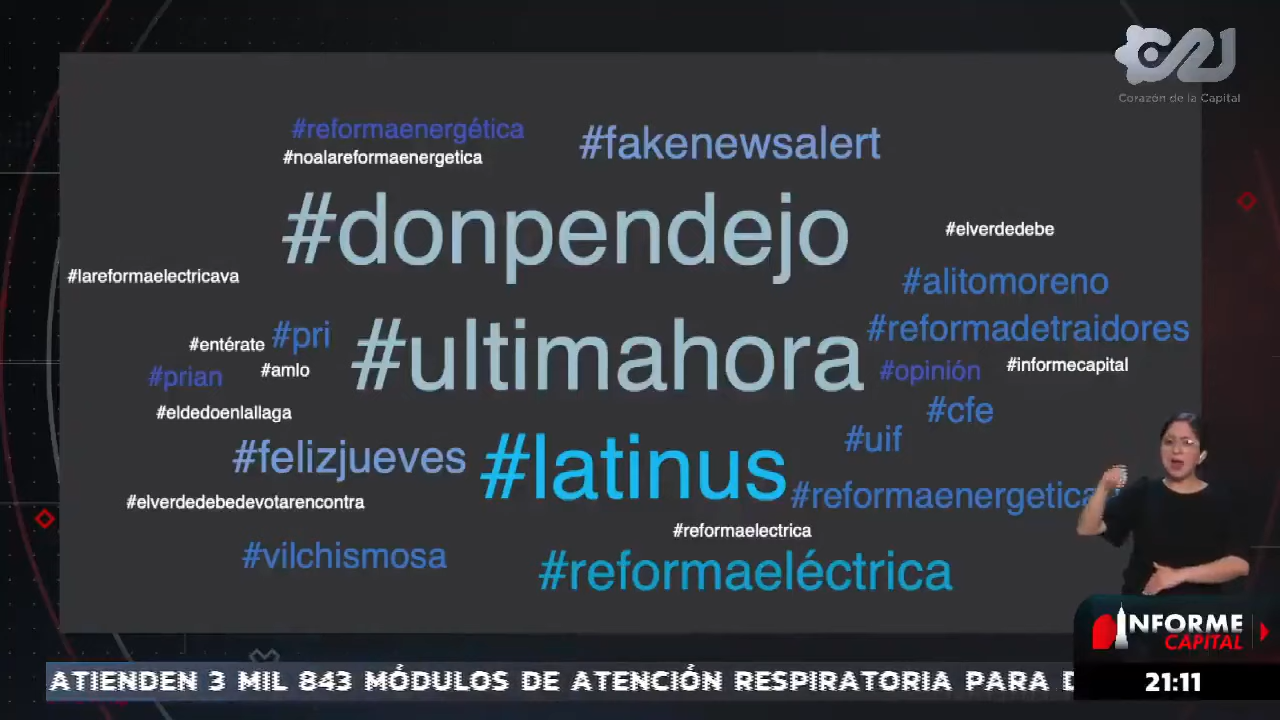 C21
Corazón de la Capital
#reformaenergética
#fakenewsalert
#noalareformaenergetica
#donpendejo
#elverdedebe
#lareformaelectricava
#alitomoreno
#reformadetraidores
#pri
#entérate
#ultimahora
#informecapital
#amlo
#opinión
#prian
#eldedoenlallaga
#cfe
#uif
#felizjueves
#latinus
#reformaenergetica
#elverdedebedevotarencontra
#reformaelectrica
#vilchismosa
#reformaeléctrica
INFORME
CAPITAL
ATIENDEN 3 MIL 843 MÓDULOS DE ATENCIÓN RESPIRATORIA PARA
21:11